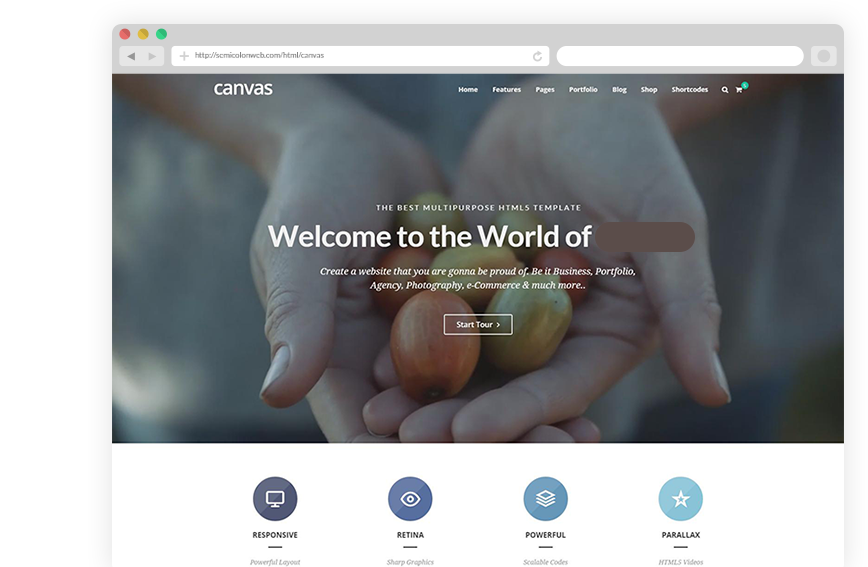 http://semicolonweb.com/html/canvas
canvas
Home Features Pages Portfolio Blog Shop Shortcodes
THE BEST MULTIPURPOSE HTML5 TEMPLATE
Welcome to the World of
Create a website that you are gonna be proud of. Be it Business, Portfolio,
Agency, Photography, e-Commerce & much more..
Start Tour
RESPONSIVE RETINA POWERFUL PARALLAX
Powerful Layout Sharp Graphics Scalable Codes HTML5 Videos